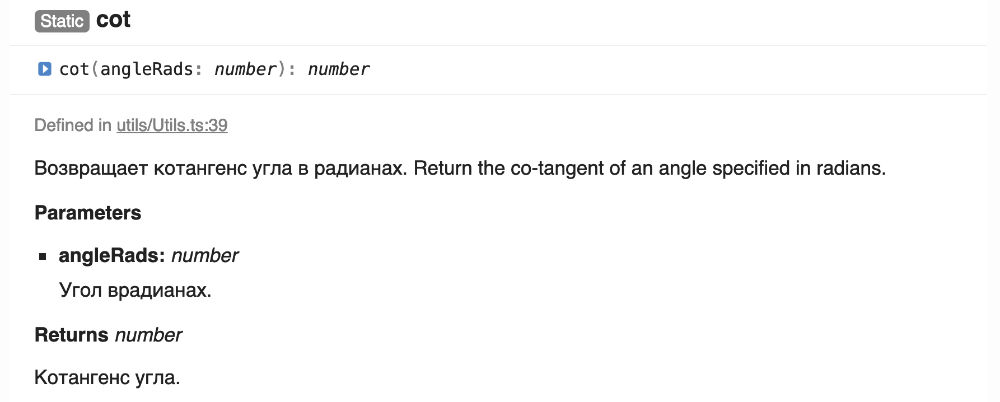 Static cot
cot(angleRads: number): number
Defined in utils/Utils.ts:39
Возвращает котангенс угла в радианах. Return the co-tangent of an angle specified in radians.
Parameters
angleRads: number
Угол врадианах.
Returns number
Котангенс угла.